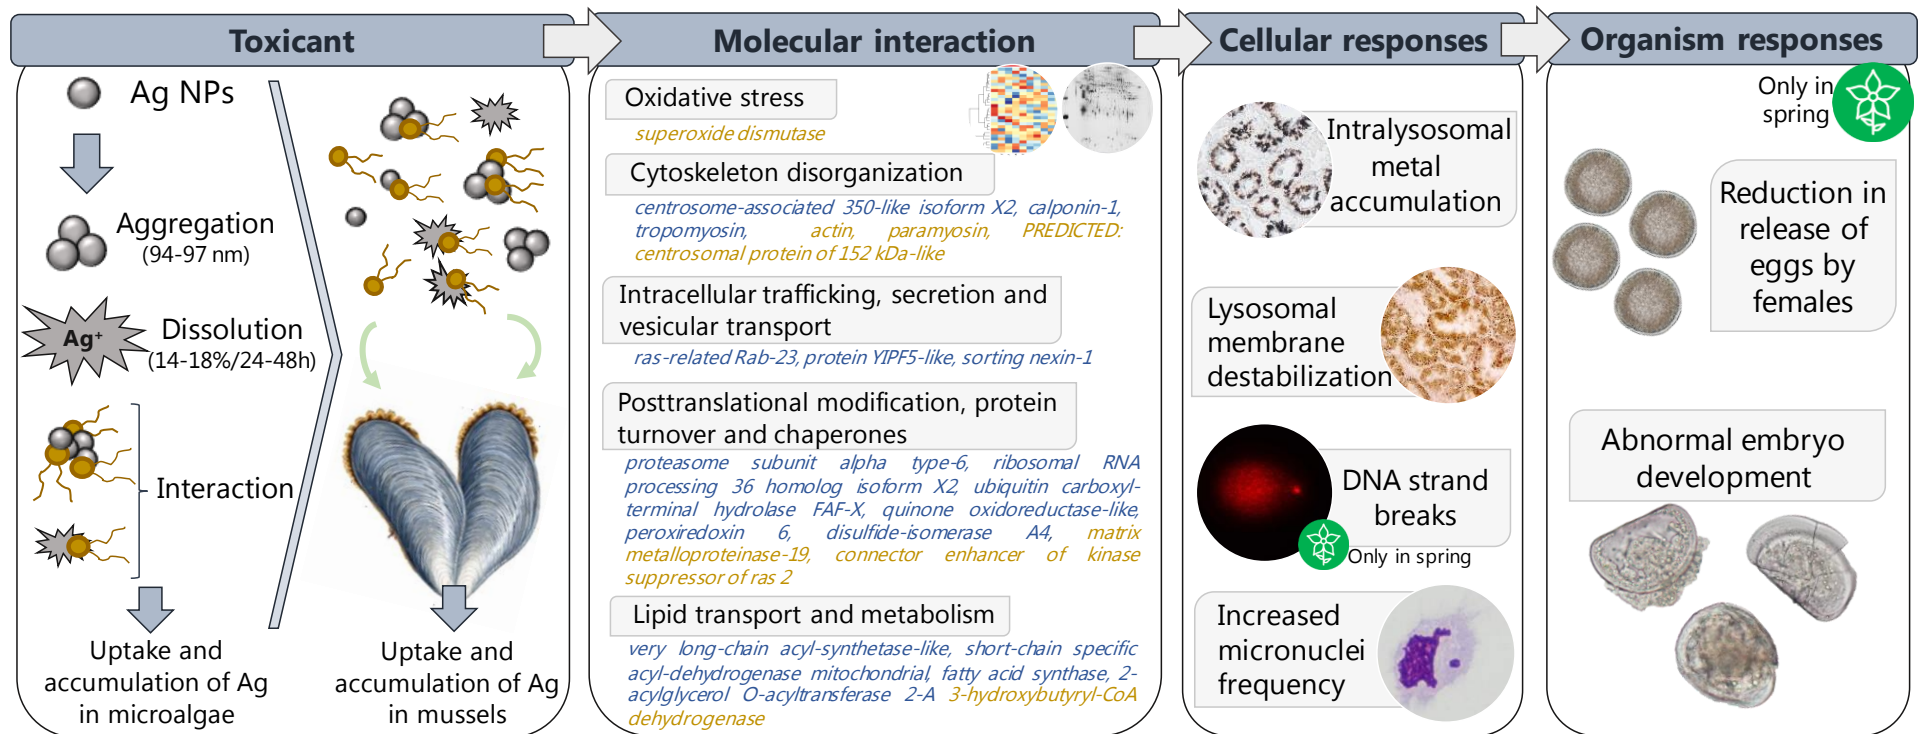 Toxicant
Ag NPs
Aggregation
(94-97 nm)
Ag⁺
Dissolution
(14-18%/24-48h)
Interaction
Uptake and
accumulation of Ag
in microalgae
Uptake and
accumulation of Ag
in mussels
Molecular interaction
Oxidative stress
superoxide dismutase
Cytoskeleton disorganization
centrosome-associated 350-like isoform X2, calponin-1,
tropomyosin, actin, paramyosin, PREDICTED:
centrosomal protein of 152 kDa-like
Intracellular trafficking, secretion and
vesicular transport
ras-related Rab-23, protein YIPF5-like, sorting nexin-1
Posttranslational modification, protein
turnover and chaperones
proteasome subunit alpha type-6, ribosomal RNA
processing 36 homolog isoform X2, ubiquitin carboxyl-
terminal hydrolase FAF-X, quinone oxidoreductase-like,
peroxiredoxin 6, disulfide-isomerase A4, matrix
metalloproteinase-19, connector enhancer of kinase
suppressor of ras 2
Lipid transport and metabolism
very long-chain acyl-synthetase-like, short-chain specific
acyl-dehydrogenase mitochondrial, fatty acid synthase, 2-
acylglycerol O-acyltransferase 2-A 3-hydroxybutyryl-CoA
dehydrogenase
Cellular responses
Intralysosomal
metal
accumulation
Lysosomal
membrane
destabilization
DNA strand
breaks
Only in spring
Increased
micronuclei
frequency
Organism responses
Only in
spring
Reduction in
release of
eggs by
females
Abnormal embryo
development